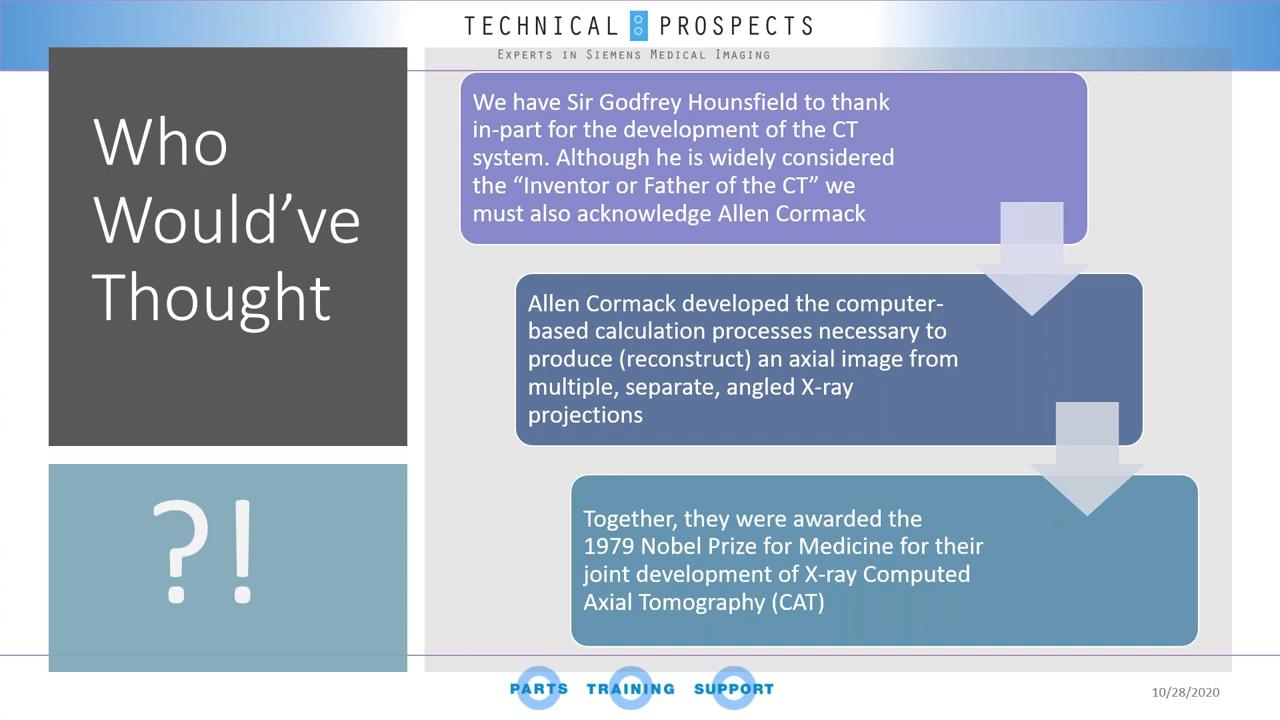 TECHNICAL PROSPECTS
EXPERTS IN SIEMENS MEDICAL IMAGING
Who
Would’ve
Thought
?!
We have Sir Godfrey Hounsfield to thank
in-part for the development of the CT
system. Although he is widely considered
the “Inventor or Father of the CT” we
must also acknowledge Allen Cormack
Allen Cormack developed the computer-
based calculation processes necessary to
produce (reconstruct) an axial image from
multiple, separate, angled X-ray
projections
Together, they were awarded the
1979 Nobel Prize for Medicine for their
joint development of X-ray Computed
Axial Tomography (CAT)
PARTS TRAINING SUPPORT
10/28/2020